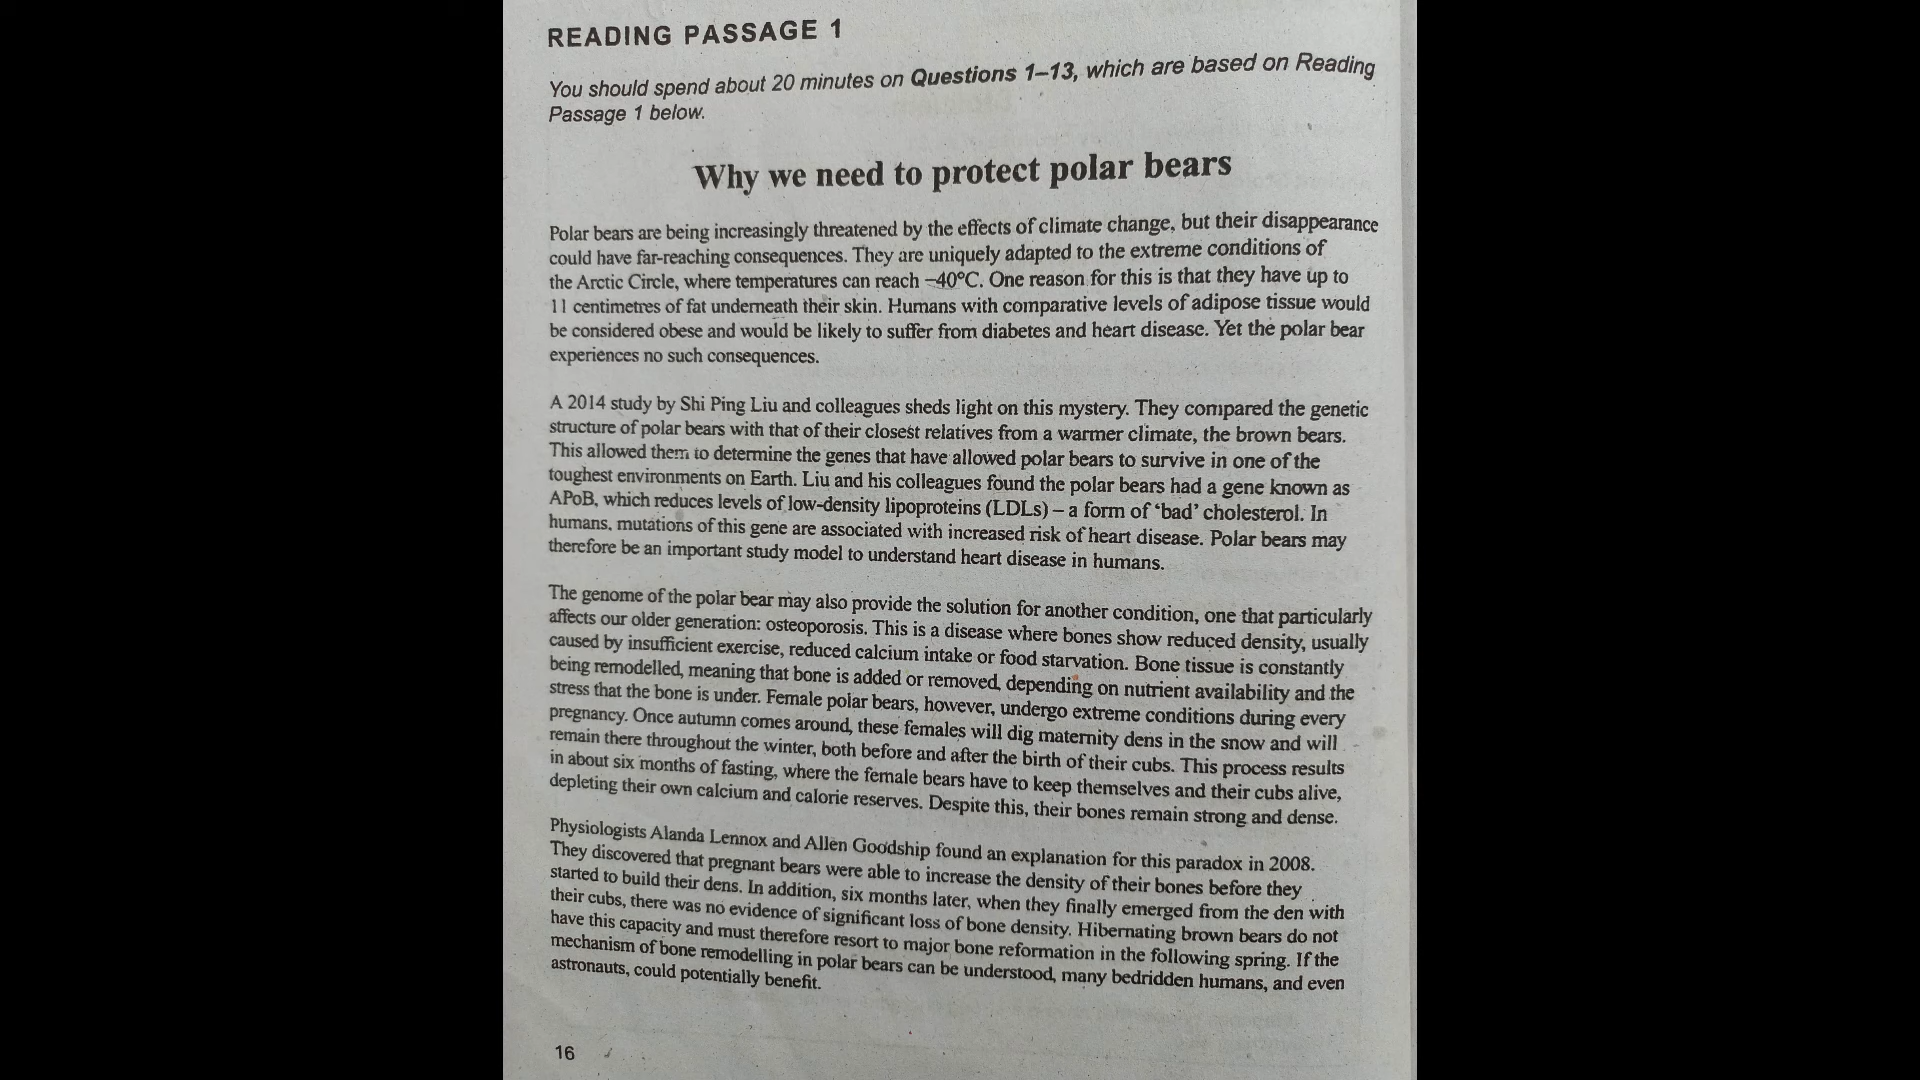 READING PASSAGE 1
You should spend about 20 minutes on Questions 1–13, which are based on Reading
Passage 1 below.
Why we need to protect polar bears
Polar bears are being increasingly threatened by the effects of climate change, but their disappearance
could have far-reaching consequences. They are uniquely adapted to the extreme conditions of
the Arctic Circle, where temperatures can reach –40°C. One reason for this is that they have up to
11 centimetres of fat underneath their skin. Humans with comparative levels of adipose tissue would
be considered obese and would be likely to suffer from diabetes and heart disease. Yet the polar bear
experiences no such consequences.
A 2014 study by Shi Ping Liu and colleagues sheds light on this mystery. They compared the genetic
structure of polar bears with that of their closest relatives from a warmer climate, the brown bears.
This allowed them to determine the genes that have allowed polar bears to survive in one of the
toughest environments on Earth. Liu and his colleagues found the polar bears had a gene known as
APoB, which reduces levels of low-density lipoproteins (LDLs) – a form of ‘bad’ cholesterol. In
humans, mutations of this gene are associated with increased risk of heart disease. Polar bears may
therefore be an important study model to understand heart disease in humans.
The genome of the polar bear may also provide the solution for another condition, one that particularly
affects our older generation: osteoporosis. This is a disease where bones show reduced density, usually
caused by insufficient exercise, reduced calcium intake or food starvation. Bone tissue is constantly
being remodelled, meaning that bone is added or removed, depending on nutrient availability and the
stress that the bone is under. Female polar bears, however, undergo extreme conditions during every
pregnancy. Once autumn comes around, these females will dig maternity dens in the snow and will
remain there throughout the winter, both before and after the birth of their cubs. This process results
in about six months of fasting, where the female bears have to keep themselves and their cubs alive,
depleting their own calcium and calorie reserves. Despite this, their bones remain strong and dense.
Physiologists Alanda Lennox and Allen Goodship found an explanation for this paradox in 2008.
They discovered that pregnant bears were able to increase the density of their bones before they
started to build their dens. In addition, six months later, when they finally emerged from the den with
their cubs, there was no evidence of significant loss of bone density. Hibernating brown bears do not
have this capacity and must therefore resort to major bone reformation in the following spring. If the
mechanism of bone remodelling in polar bears can be understood, many bedridden humans, and even
astronauts, could potentially benefit.
16